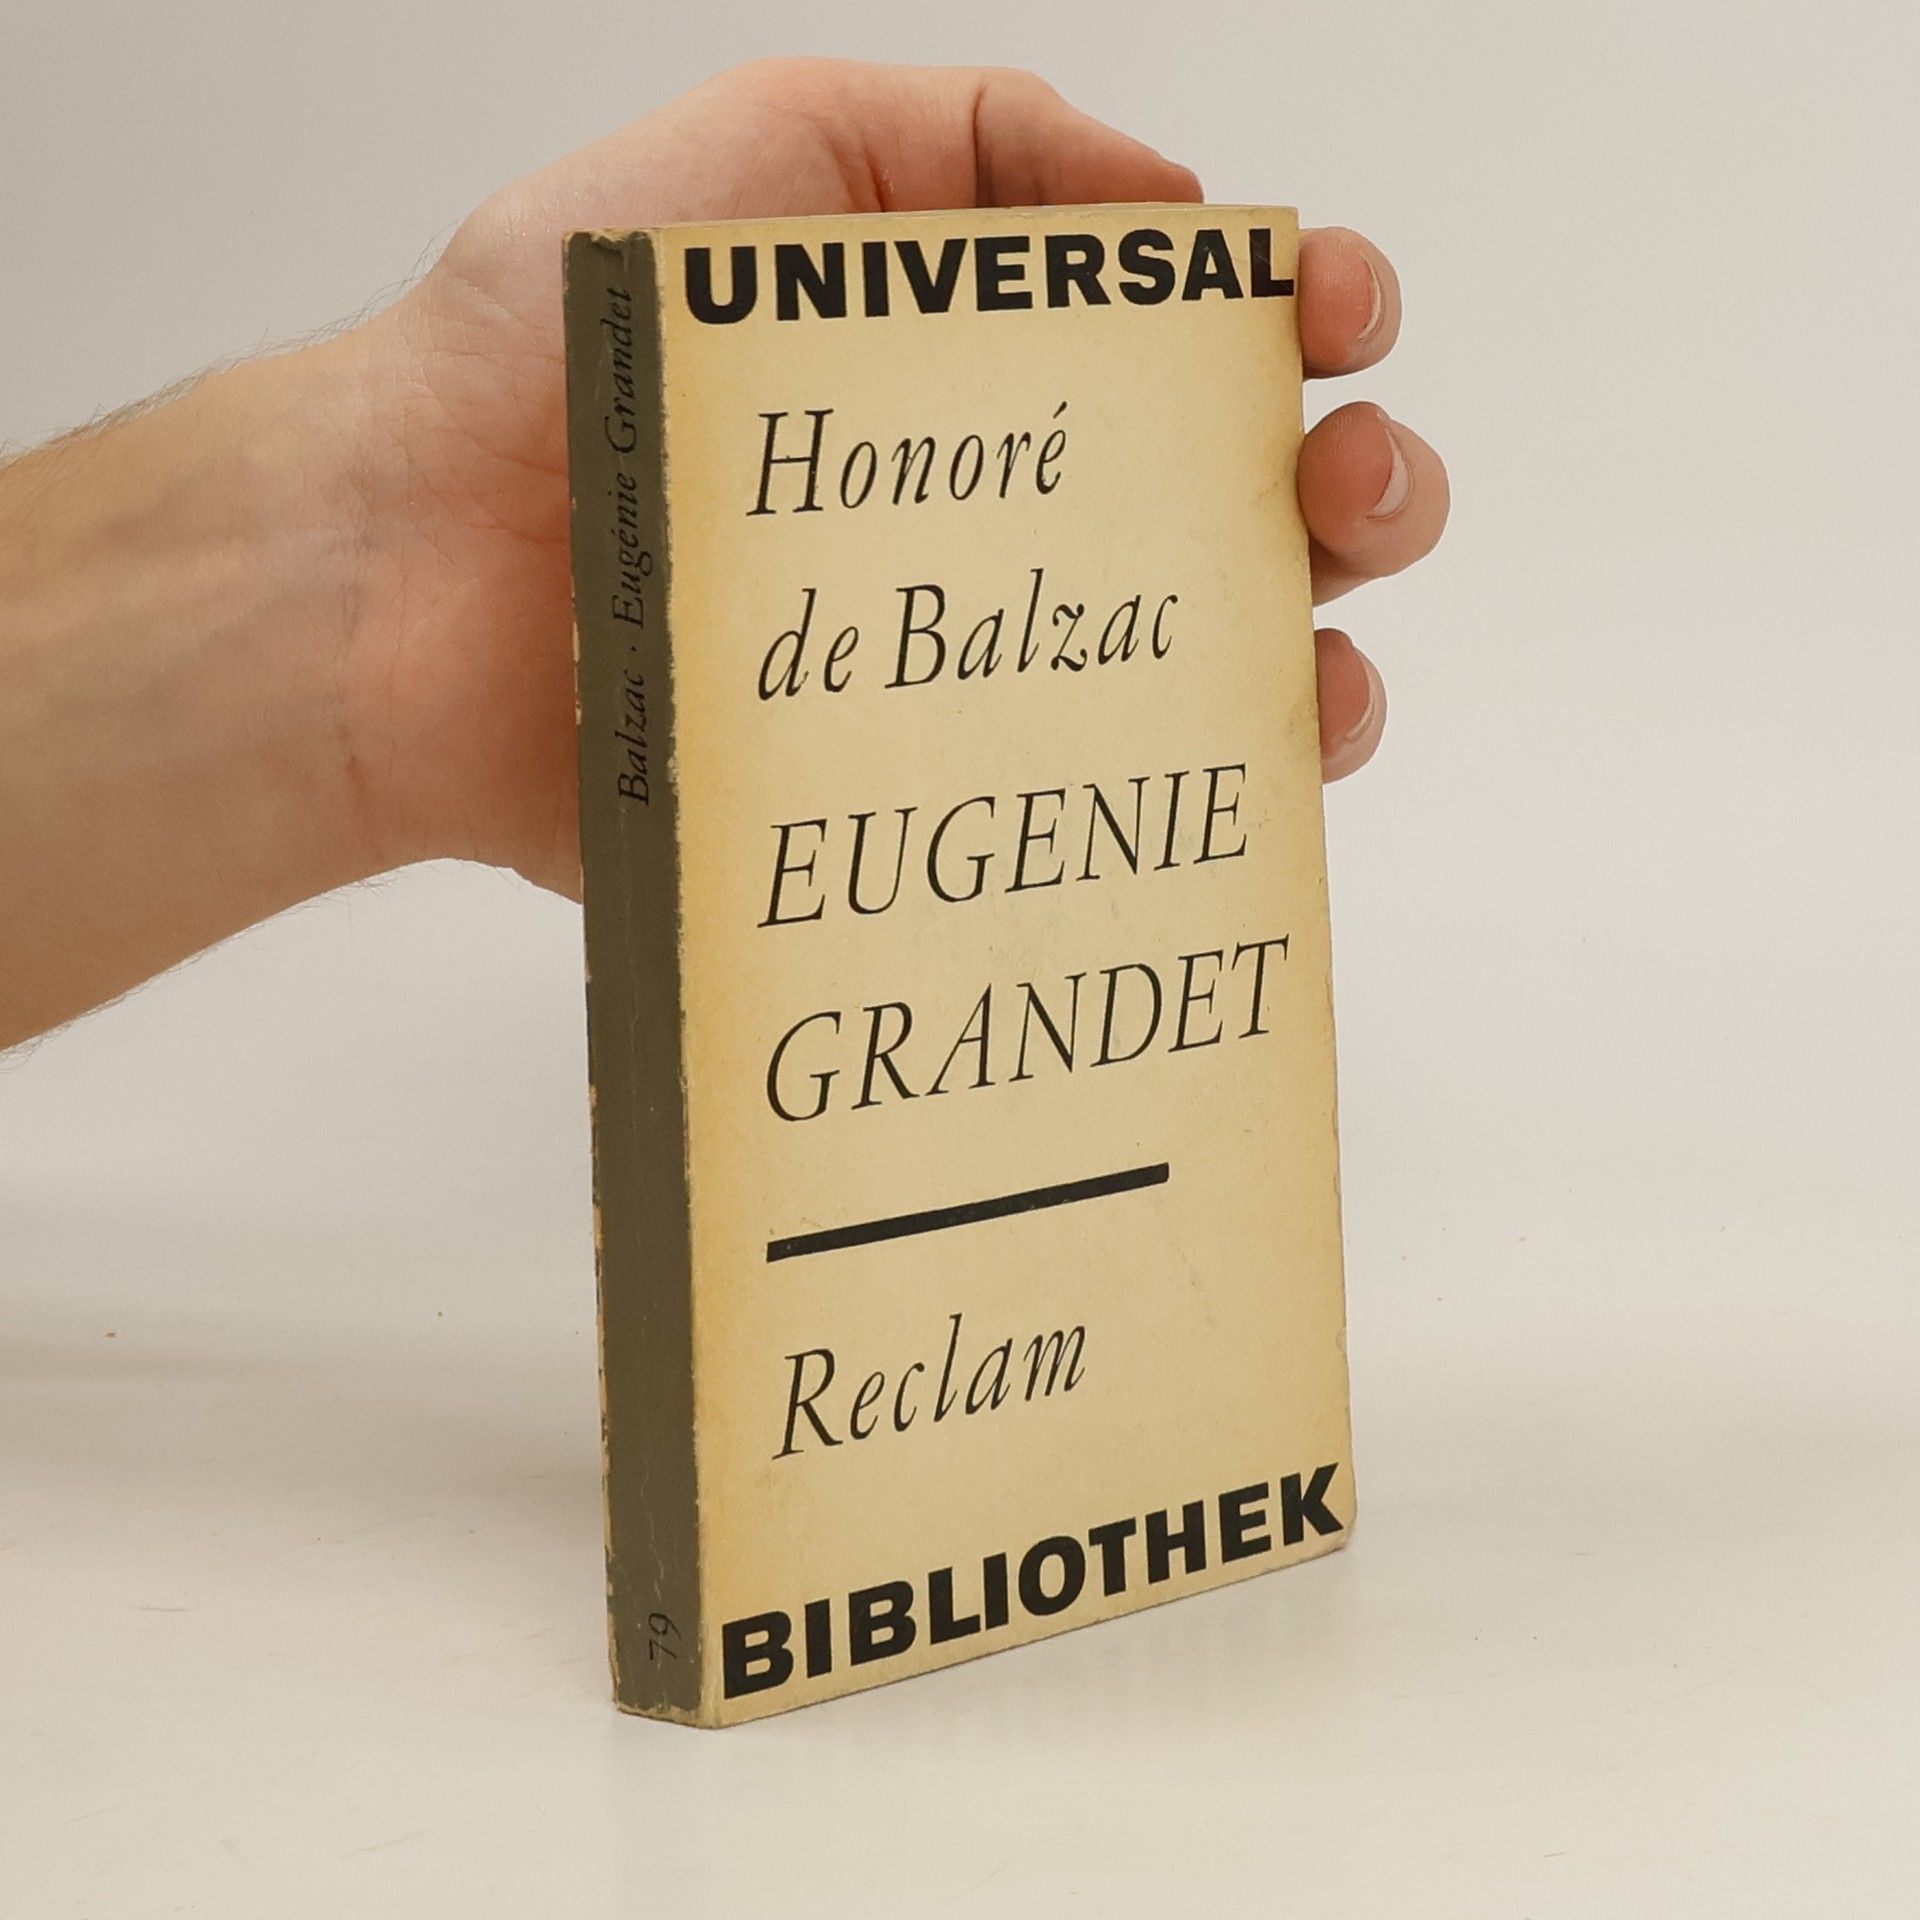 UNIVERSAL
Honoré
de Balzac
EUGENIE
GRANDET
Reclam
BIBLIOTHEK
Balzac · Eugénie Grandet
79